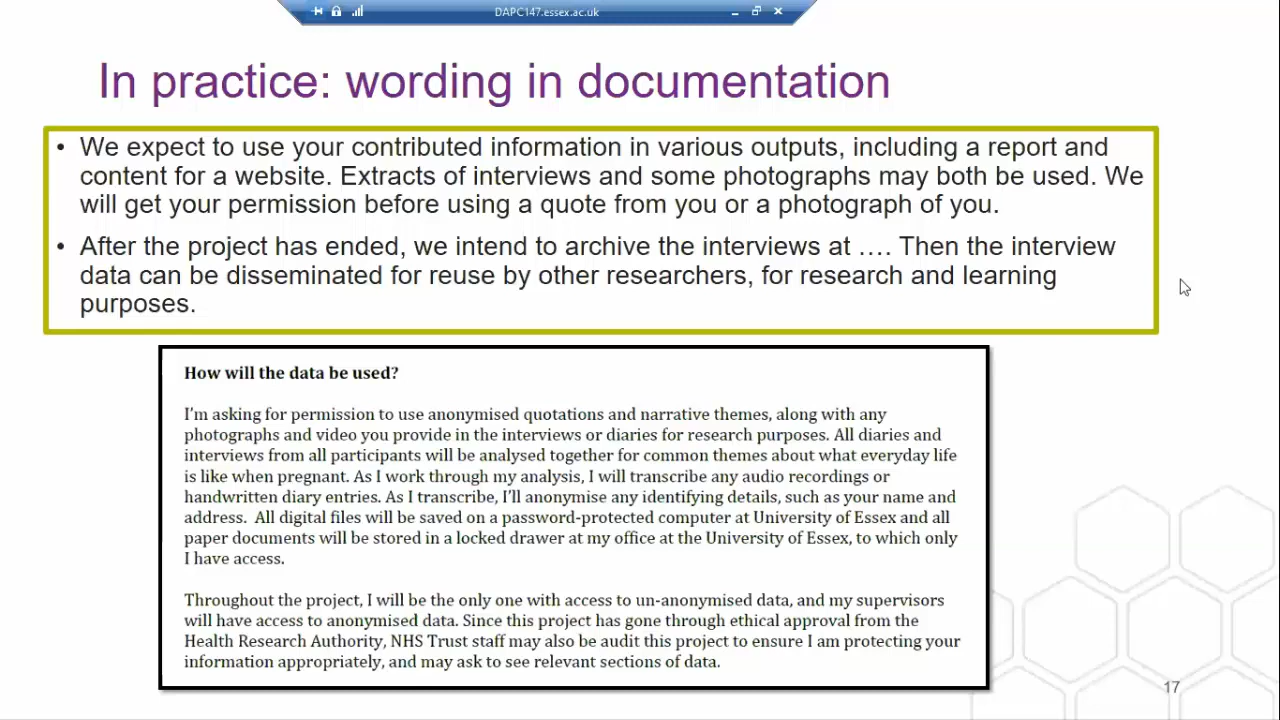 DAPC147.essex.ac.uk
In practice: wording in documentation
• We expect to use your contributed information in various outputs, including a report and
content for a website. Extracts of interviews and some photographs may both be used. We
will get your permission before using a quote from you or a photograph of you.
• After the project has ended, we intend to archive the interviews at …. Then the interview
data can be disseminated for reuse by other researchers, for research and learning
purposes.
How will the data be used?
I'm asking for permission to use anonymised quotations and narrative themes, along with any
photographs and video you provide in the interviews or diaries for research purposes. All diaries and
interviews from all participants will be analysed together for common themes about what everyday life
is like when pregnant. As I work through my analysis, I will transcribe any audio recordings or
handwritten diary entries. As I transcribe, I'll anonymise any identifying details, such as your name and
address.  All digital files will be saved on a password-protected computer at University of Essex and all
paper documents will be stored in a locked drawer at my office at the University of Essex, to which only
I have access.
Throughout the project, I will be the only one with access to un-anonymised data, and my supervisors
will have access to anonymised data. Since this project has gone through ethical approval from the
Health Research Authority, NHS Trust staff may also be audit this project to ensure I am protecting your
information appropriately, and may ask to see relevant sections of data.
17